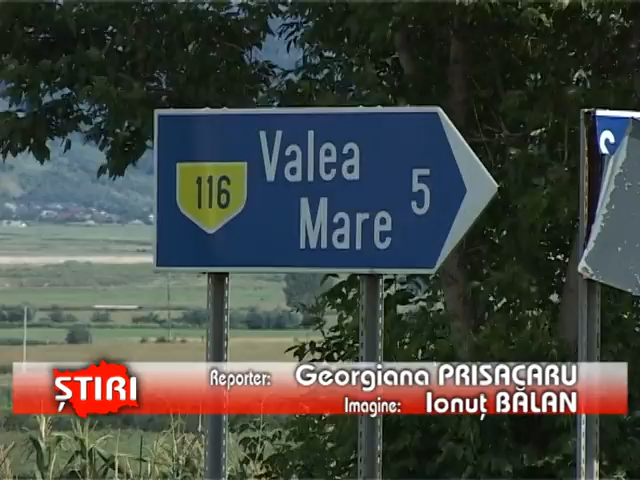 Valea
116
Mare
5
ȘTIRI
Reporter: Georgiana PRISACARU
Imagine: Ionuț BĂLAN